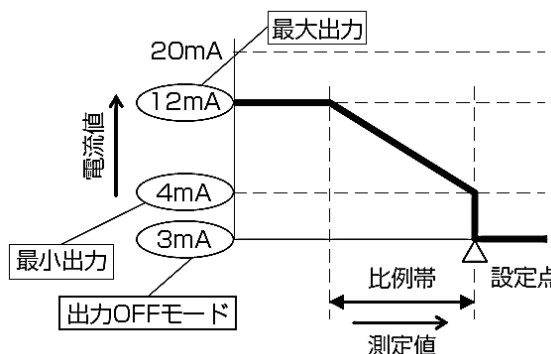 最大出力
20mA
12mA
電流値
4mA
最小出力
3mA
設定点
比例帯
出力OFFモード
測定値